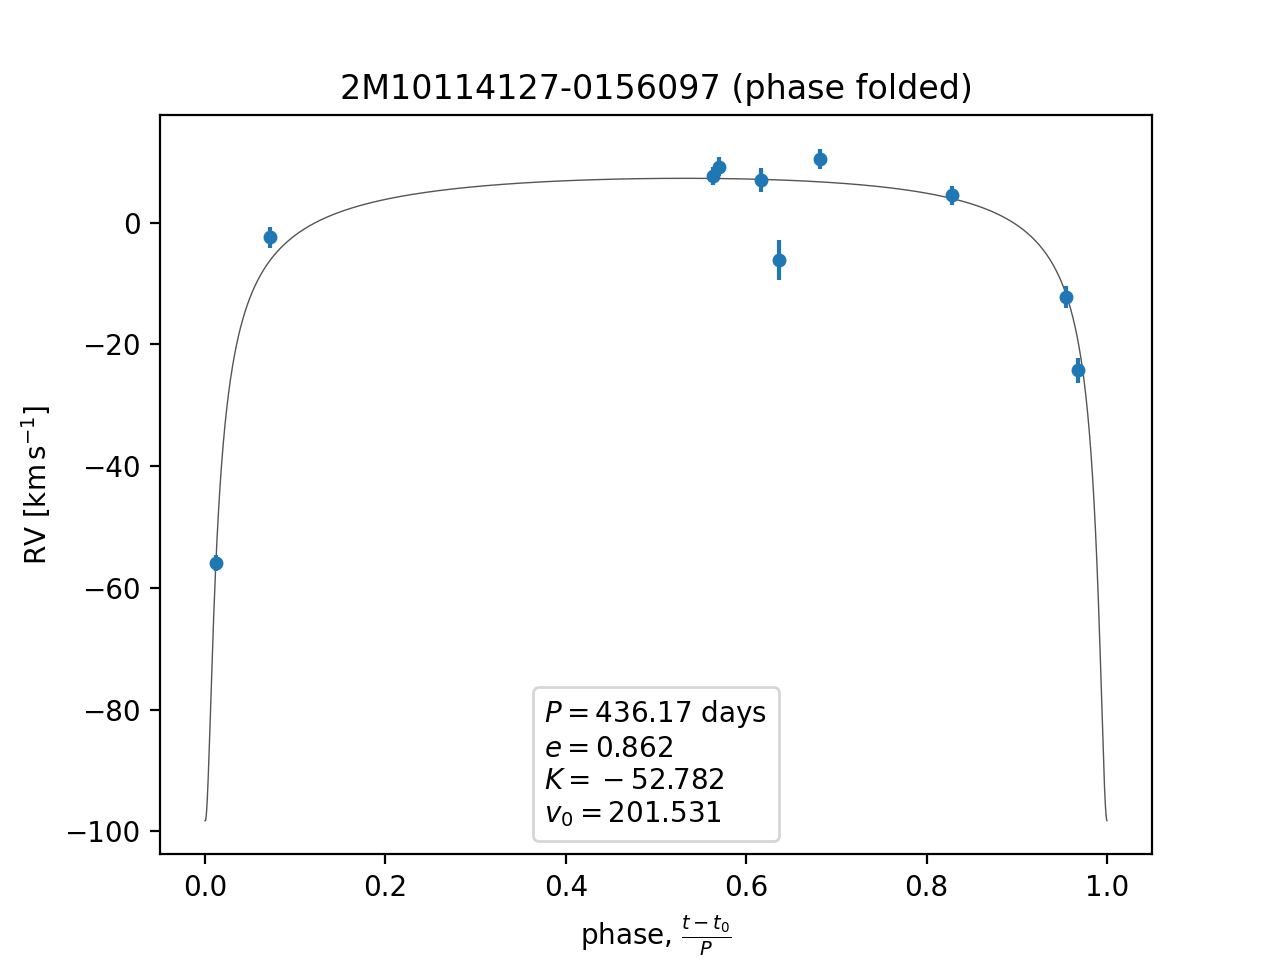 2M10114127-0156097 (phase folded)
RV [km s⁻¹]
0
−20
−40
−60
−80
−100
P = 436.17 days
e = 0.862
K = −52.782
v₀ = 201.531
0.0 0.2 0.4 0.6 0.8 1.0
phase, (t − t₀)/P